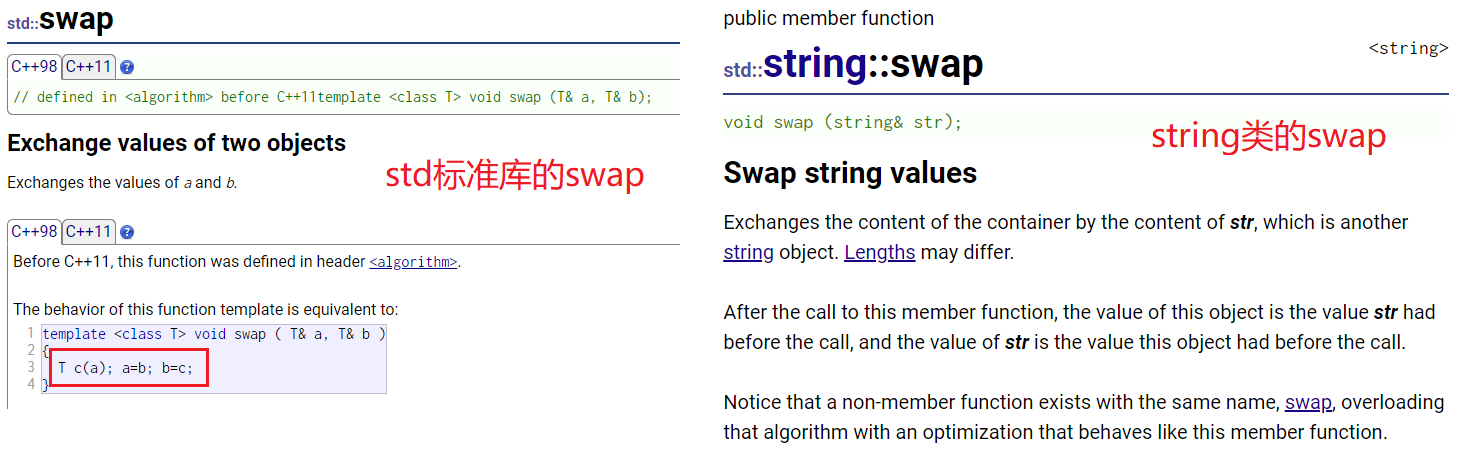 std::swap
C++98 C++11 ?
// defined in <algorithm> before C++11template <class T> void swap (T& a, T& b);
Exchange values of two objects
std标准库的swap
Exchanges the values of a and b.
C++98 C++11 ?
Before C++11, this function was defined in header <algorithm>.
The behavior of this function template is equivalent to:
1 template <class T> void swap ( T& a, T& b )
2 {
3 T c(a); a=b; b=c;
4 }
public member function
<string>
std::string::swap
void swap (string& str);
string类的swap
Swap string values
Exchanges the content of the container by the content of str, which is another
string object. Lengths may differ.
After the call to this member function, the value of this object is the value str had
before the call, and the value of str is the value this object had before the call.
Notice that a non-member function exists with the same name, swap, overloading
that algorithm with an optimization that behaves like this member function.